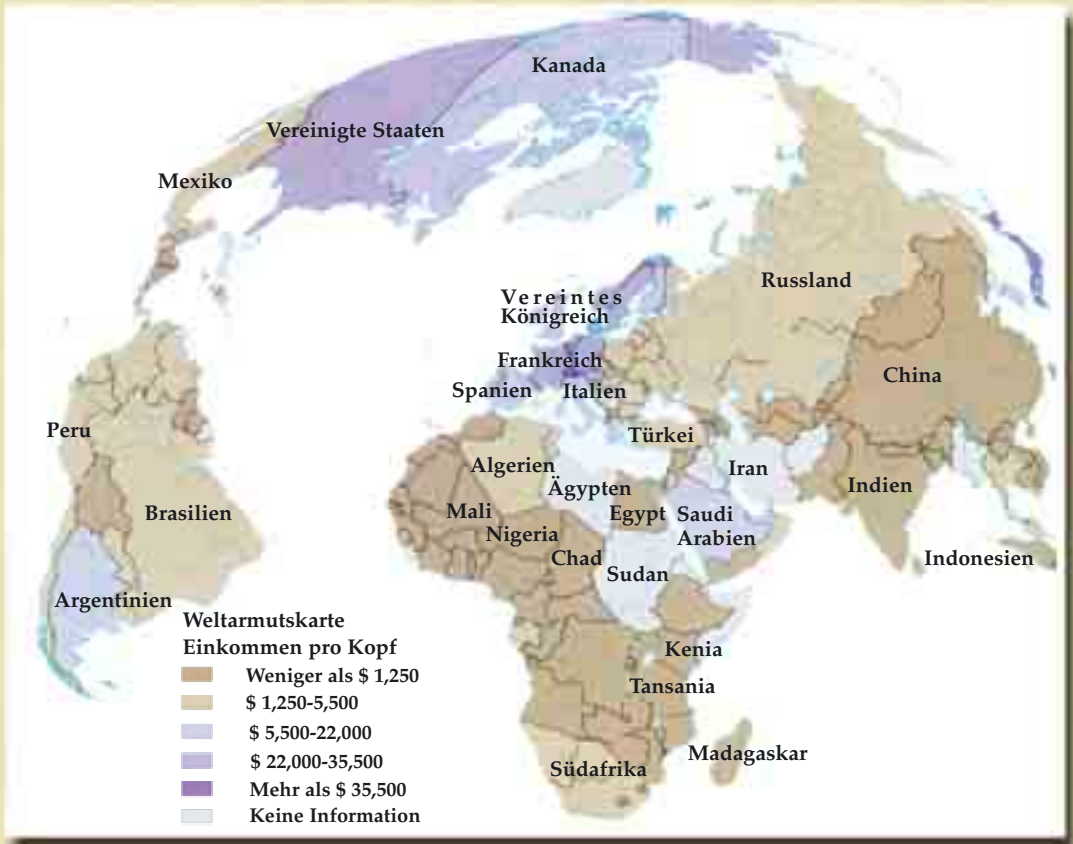 Kanada
Vereinigte Staaten
Mexiko
Russland
Vereintes
Königreich
Frankreich
China
Spanien
Italien
Peru
Türkei
Algerien
Iran
Ägypten
Indien
Mali
Brasilien
Egypt
Saudi
Arabien
Nigeria
Chad
Indonesien
Sudan
Argentinien
Weltarmutskarte
Einkommen pro Kopf
Weniger als $ 1,250
$ 1,250-5,500
$ 5,500-22,000
$ 22,000-35,500
Mehr als $ 35,500
Keine Information
Kenia
Tansania
Madagaskar
Südafrika